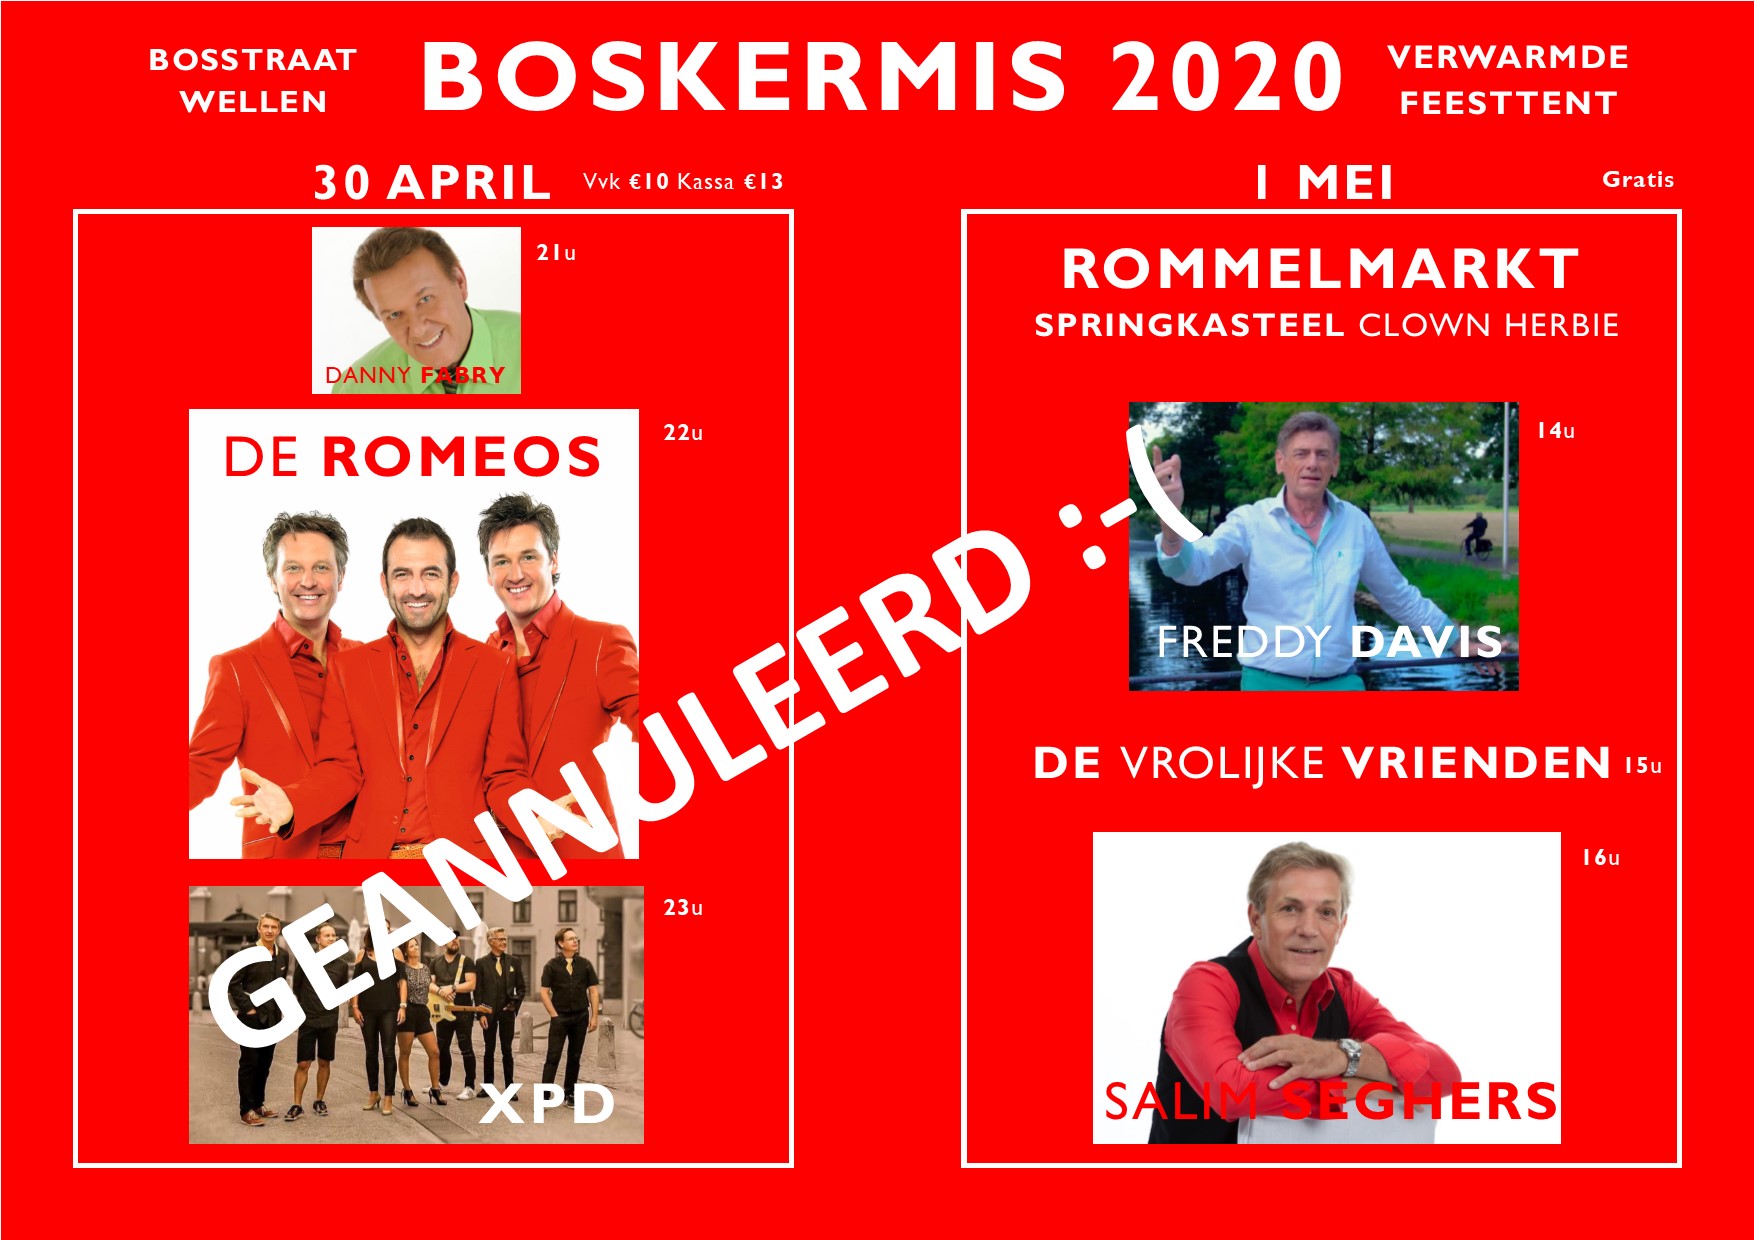 BOSSTRAAT
WELLEN
BOSKERMIS 2020
VERWARMDE
FEESTTENT
30 APRIL Vvk €10 Kassa €13
21u
DANNY FABRY
DE ROMEOS
22u
23u
XPD
1 MEI Gratis
ROMMELMARKT
SPRINGKASTEEL CLOWN HERBIE
14u
FREDDY DAVIS
DE VROLIJKE VRIENDEN 15u
16u
SALIM SEGHERS
GEANNULEERD :-(